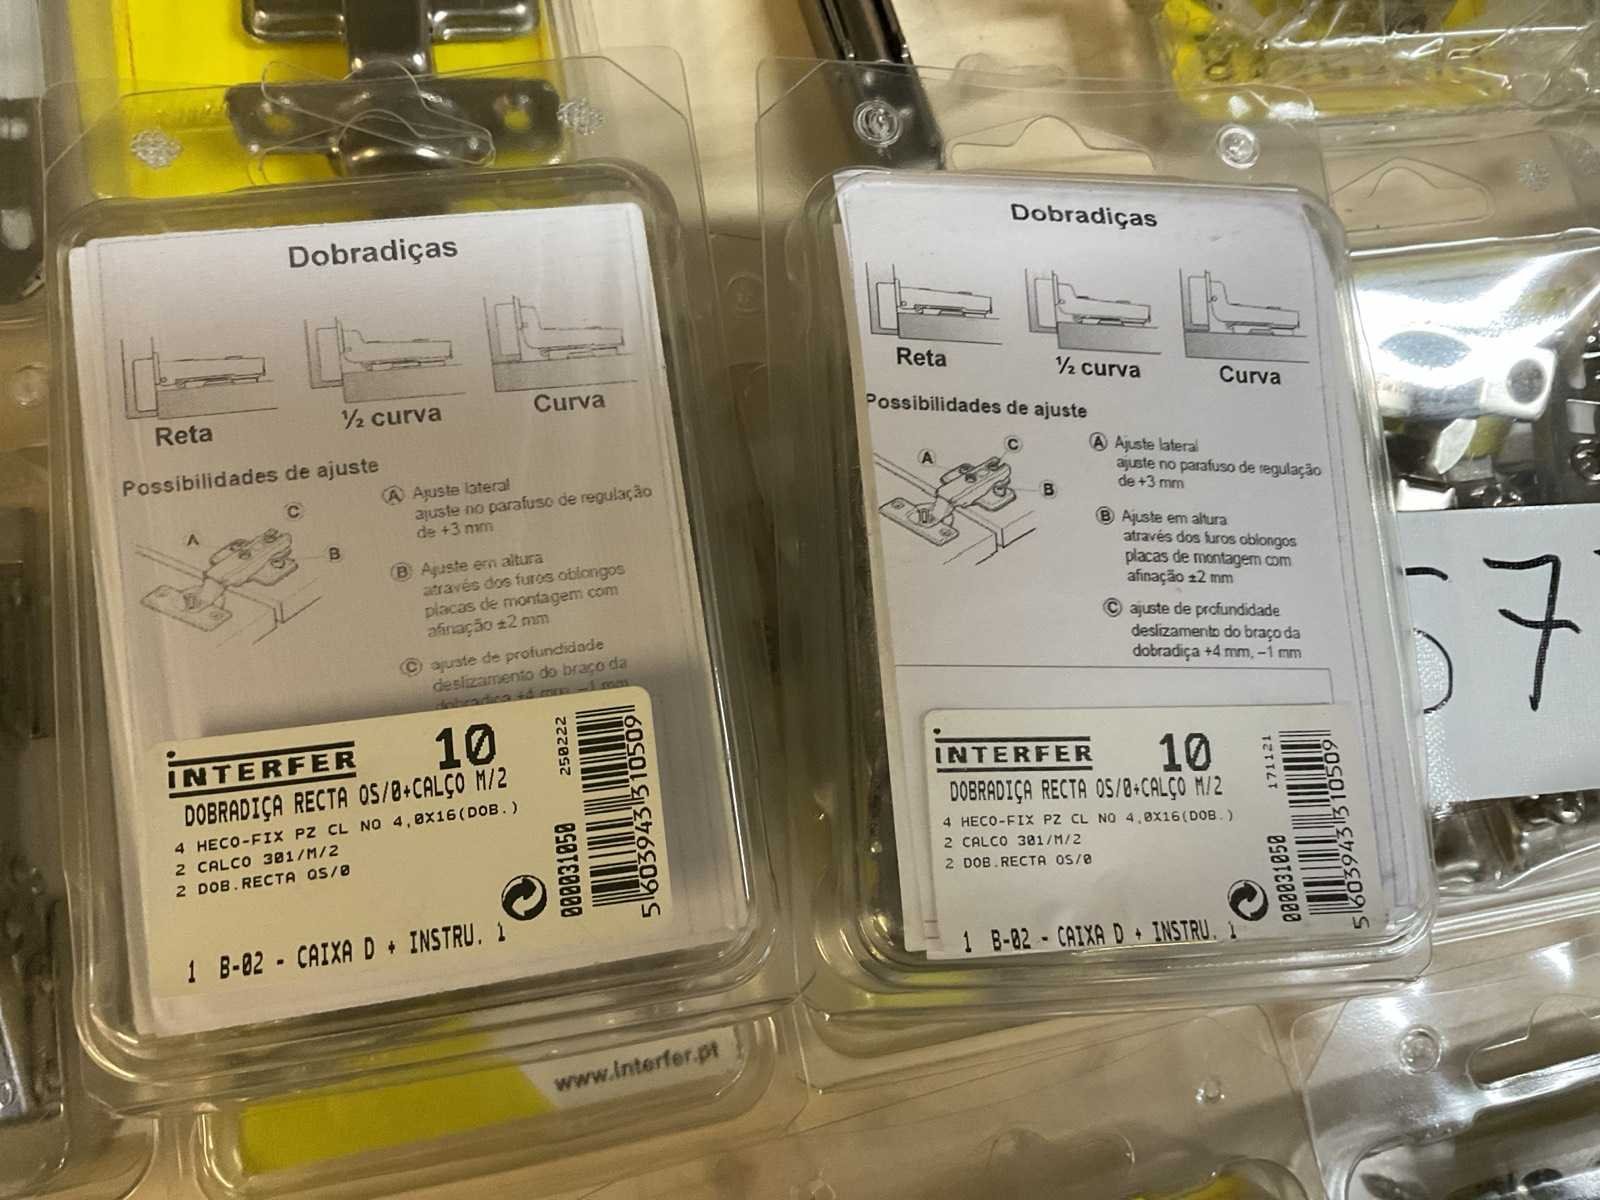 Dobradiças
Reta
½ curva
Curva
Possibilidades de ajuste
A
C
B
A Ajuste lateral
ajuste no parafuso de regulação
de +3 mm
B Ajuste em altura
através dos furos oblongos
placas de montagem com
afinação ±2 mm
C ajuste de profundidade
deslizamento do braço da
dobradiça +4 mm, –1 mm
INTERFER
10
DOBRADIÇA RECTA OS/0+CALÇO M/2
4 HECO-FIX PZ CL NO 4,0X16(DOB.)
2 CALCO 301/M/2
2 DOB.RECTA OS/0
1 B-02 - CAIXA D + INSTRU. 1
250222
000031050
5603943310509
www.interfer.pt
Dobradiças
Reta
½ curva
Curva
Possibilidades de ajuste
A
C
B
A Ajuste lateral
ajuste no parafuso de regulação
de +3 mm
B Ajuste em altura
através dos furos oblongos
placas de montagem com
afinação ±2 mm
C ajuste de profundidade
deslizamento do braço da
dobradiça +4 mm, –1 mm
INTERFER
10
DOBRADIÇA RECTA OS/0+CALÇO M/2
4 HECO-FIX PZ CL NO 4,0X16(DOB.)
2 CALCO 301/M/2
2 DOB.RECTA OS/0
1 B-02 - CAIXA D + INSTRU. 1
171121
000031050
5603943310509
7